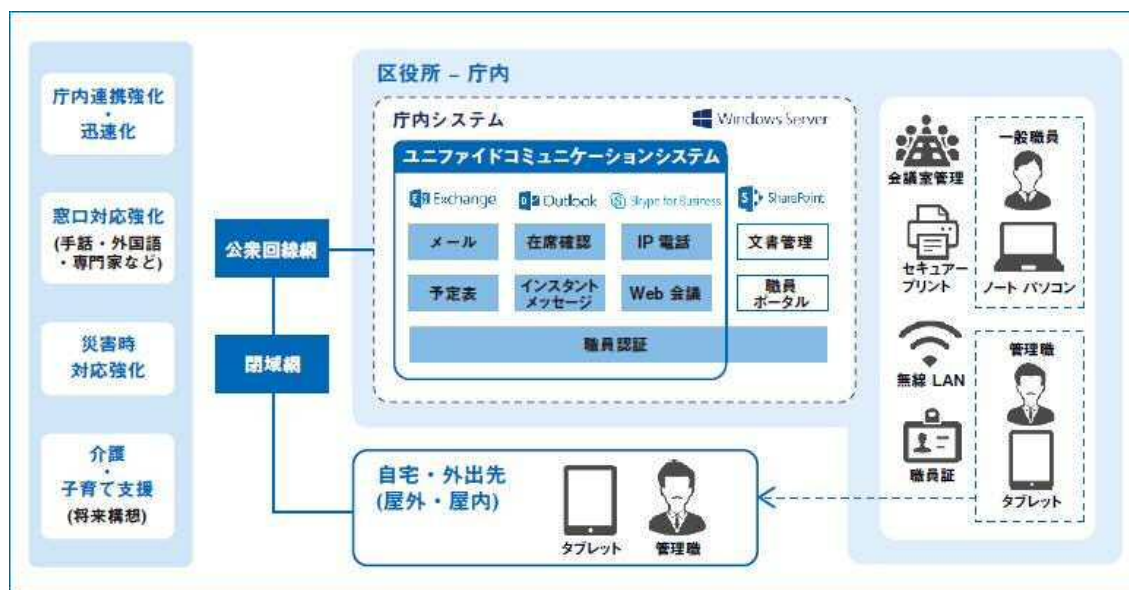 庁内連携強化
・
迅速化
窓口対応強化
(手話・外国語
・専門家など)
災害時
対応強化
介護
・
子育て支援
(将来構想)
公衆回線網
閉域網
区役所 – 庁内
庁内システム
Windows Server
ユニファイドコミュニケーションシステム
Exchange
Outlook
Skype for Business
SharePoint
メール
在席確認
IP 電話
文書管理
予定表
インスタント
メッセージ
Web 会議
職員
ポータル
職員認証
会議室管理
セキュアー
プリント
無線 LAN
職員証
一般職員
ノート パソコン
管理職
タブレット
自宅・外出先
(屋外・屋内)
タブレット
管理職